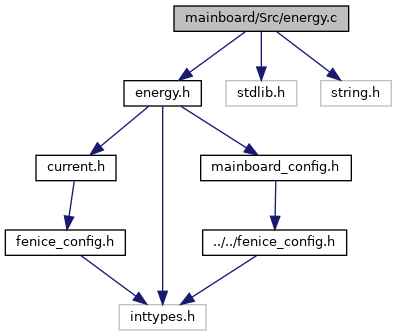 mainboard/Src/energy.c
energy.h
stdlib.h
string.h
current.h
mainboard_config.h
fenice_config.h
../../fenice_config.h
inttypes.h